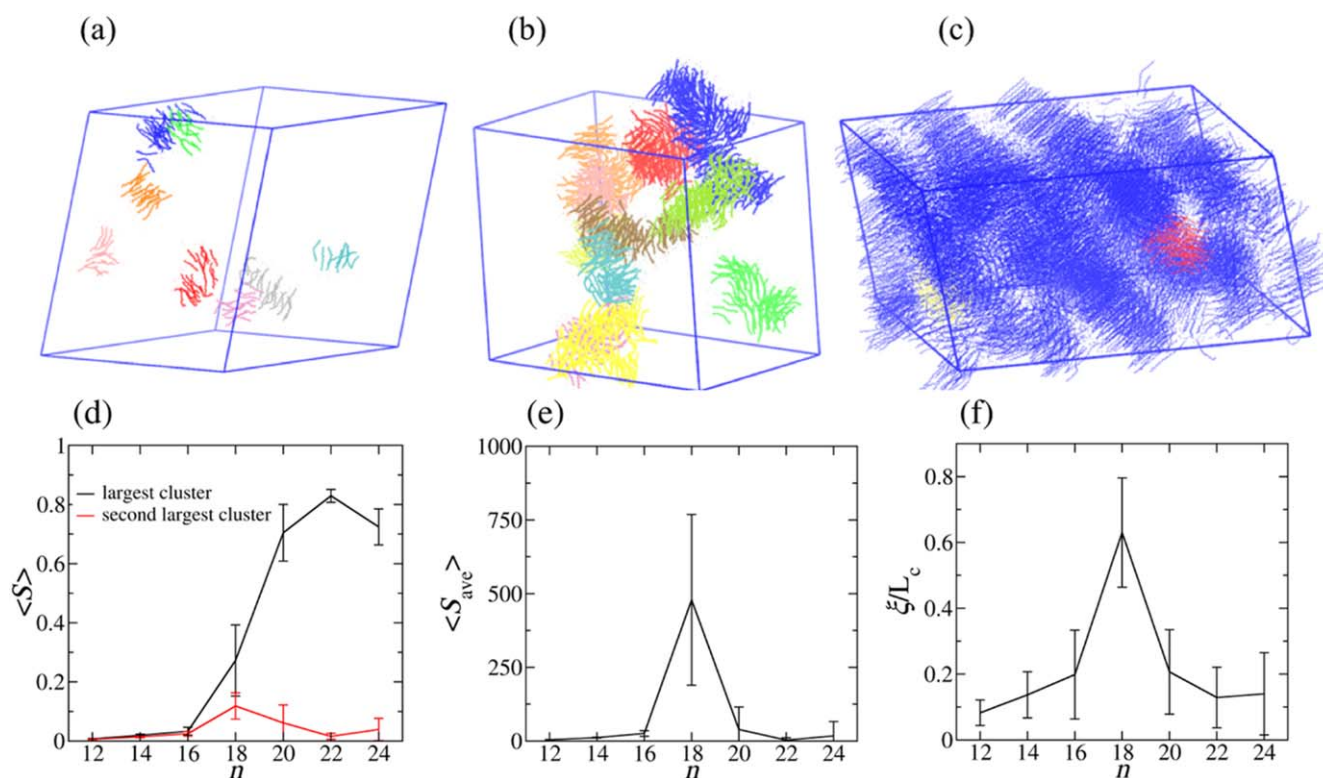 (a)
(b)
(c)
(d)
1
0.8
0.6
0.4
0.2
0
<S>
largest cluster
second largest cluster
12 14 16 18 20 22 24
n
(e)
1000
750
500
250
0
<S_ave>
12 14 16 18 20 22 24
n
(f)
0.8
0.6
0.4
0.2
0
ξ/L_c
12 14 16 18 20 22 24
n